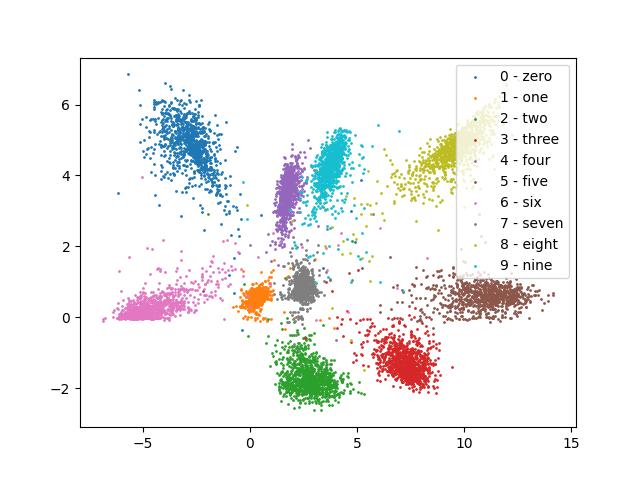 6
4
2
0
−2
−5
0
5
10
15
0 - zero
1 - one
2 - two
3 - three
4 - four
5 - five
6 - six
7 - seven
8 - eight
9 - nine